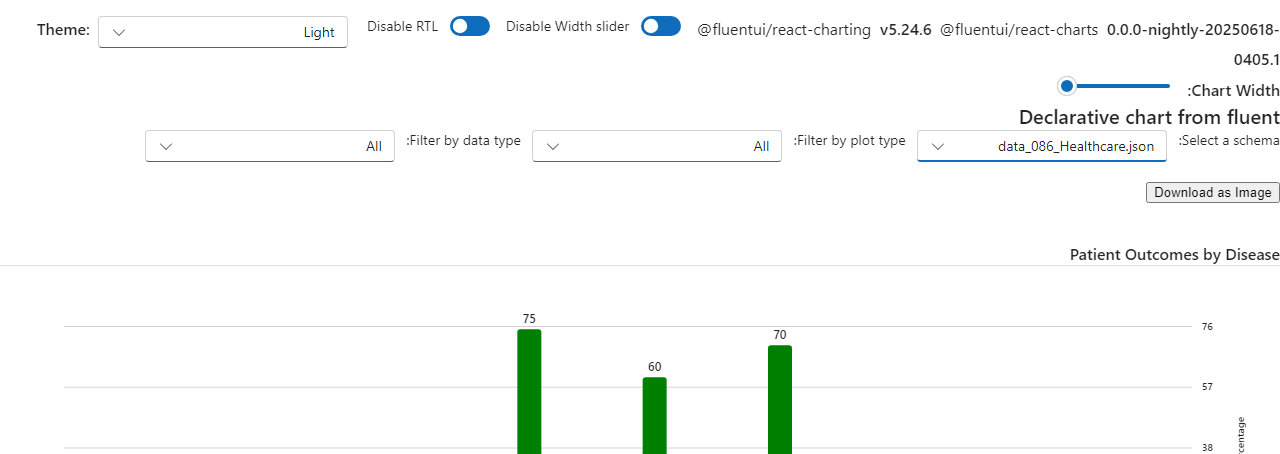 Theme: Light Disable RTL Disable Width slider @fluentui/react-charting v5.24.6 @fluentui/react-charts 0.0.0-nightly-20250618-
0405.1
:Chart Width
Declarative chart from fluent
:Select a schema data_086_Healthcare.json :Filter by plot type All :Filter by data type All
Download as Image
Patient Outcomes by Disease
75
76
70
60
57
38